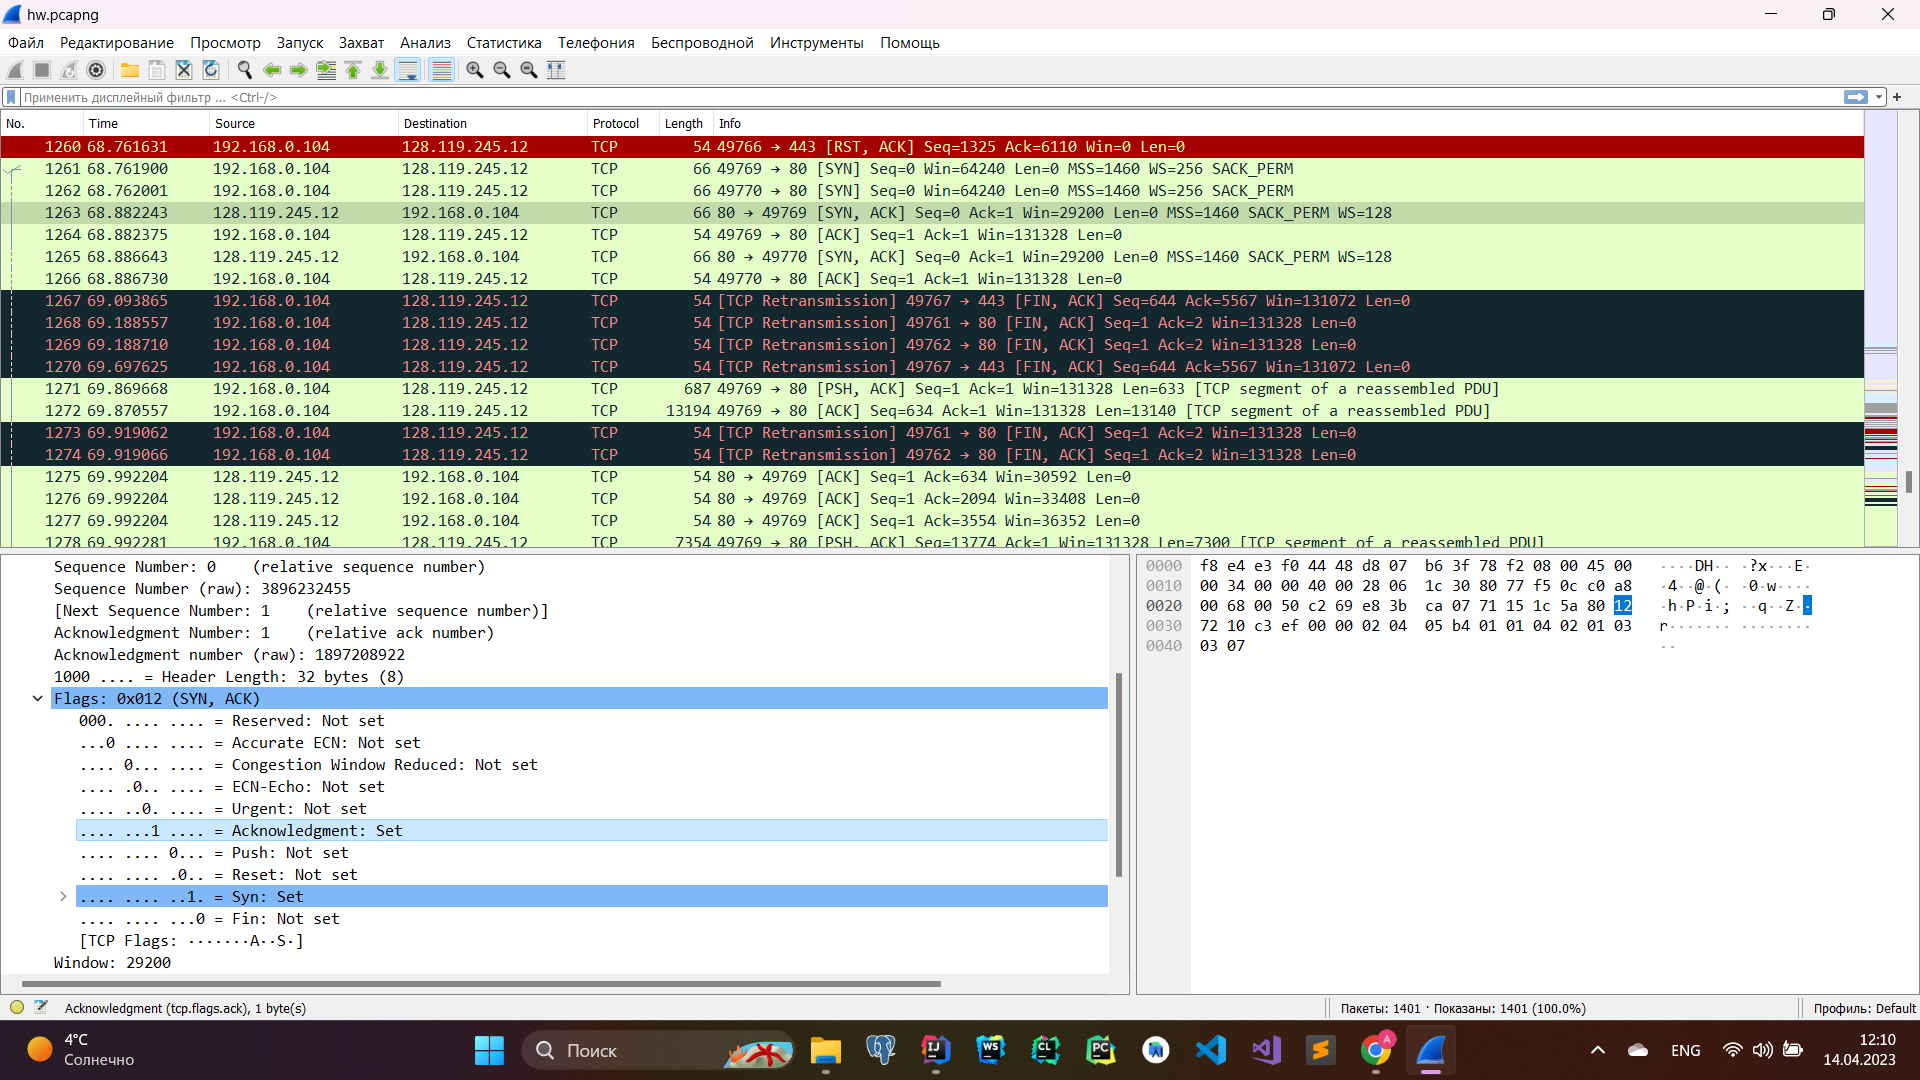 hw.pcapng
Файл Редактирование Просмотр Запуск Захват Анализ Статистика Телефония Беспроводной Инструменты Помощь
Применить дисплейный фильтр ... <Ctrl-/>
No. Time Source Destination Protocol Length Info
1260 68.761631 192.168.0.104 128.119.245.12 TCP 54 49766 → 443 [RST, ACK] Seq=1325 Ack=6110 Win=0 Len=0
1261 68.761900 192.168.0.104 128.119.245.12 TCP 66 49769 → 80 [SYN] Seq=0 Win=64240 Len=0 MSS=1460 WS=256 SACK_PERM
1262 68.762001 192.168.0.104 128.119.245.12 TCP 66 49770 → 80 [SYN] Seq=0 Win=64240 Len=0 MSS=1460 WS=256 SACK_PERM
1263 68.882243 128.119.245.12 192.168.0.104 TCP 66 80 → 49769 [SYN, ACK] Seq=0 Ack=1 Win=29200 Len=0 MSS=1460 SACK_PERM WS=128
1264 68.882375 192.168.0.104 128.119.245.12 TCP 54 49769 → 80 [ACK] Seq=1 Ack=1 Win=131328 Len=0
1265 68.886643 128.119.245.12 192.168.0.104 TCP 66 80 → 49770 [SYN, ACK] Seq=0 Ack=1 Win=29200 Len=0 MSS=1460 SACK_PERM WS=128
1266 68.886730 192.168.0.104 128.119.245.12 TCP 54 49770 → 80 [ACK] Seq=1 Ack=1 Win=131328 Len=0
1267 69.093865 192.168.0.104 128.119.245.12 TCP 54 [TCP Retransmission] 49767 → 443 [FIN, ACK] Seq=644 Ack=5567 Win=131072 Len=0
1268 69.188557 192.168.0.104 128.119.245.12 TCP 54 [TCP Retransmission] 49761 → 80 [FIN, ACK] Seq=1 Ack=2 Win=131328 Len=0
1269 69.188710 192.168.0.104 128.119.245.12 TCP 54 [TCP Retransmission] 49762 → 80 [FIN, ACK] Seq=1 Ack=2 Win=131328 Len=0
1270 69.697625 192.168.0.104 128.119.245.12 TCP 54 [TCP Retransmission] 49767 → 443 [FIN, ACK] Seq=644 Ack=5567 Win=131072 Len=0
1271 69.869668 192.168.0.104 128.119.245.12 TCP 687 49769 → 80 [PSH, ACK] Seq=1 Ack=1 Win=131328 Len=633 [TCP segment of a reassembled PDU]
1272 69.870557 192.168.0.104 128.119.245.12 TCP 13194 49769 → 80 [ACK] Seq=634 Ack=1 Win=131328 Len=13140 [TCP segment of a reassembled PDU]
1273 69.919062 192.168.0.104 128.119.245.12 TCP 54 [TCP Retransmission] 49761 → 80 [FIN, ACK] Seq=1 Ack=2 Win=131328 Len=0
1274 69.919066 192.168.0.104 128.119.245.12 TCP 54 [TCP Retransmission] 49762 → 80 [FIN, ACK] Seq=1 Ack=2 Win=131328 Len=0
1275 69.992204 128.119.245.12 192.168.0.104 TCP 54 80 → 49769 [ACK] Seq=1 Ack=634 Win=30592 Len=0
1276 69.992204 128.119.245.12 192.168.0.104 TCP 54 80 → 49769 [ACK] Seq=1 Ack=2094 Win=33408 Len=0
1277 69.992204 128.119.245.12 192.168.0.104 TCP 54 80 → 49769 [ACK] Seq=1 Ack=3554 Win=36352 Len=0
1278 69.992281 192.168.0.104 128.119.245.12 TCP 7354 49769 → 80 [PSH, ACK] Seq=13774 Ack=1 Win=131328 Len=7300 [TCP segment of a reassembled PDU]
Sequence Number: 0 (relative sequence number)
Sequence Number (raw): 3896232455
[Next Sequence Number: 1 (relative sequence number)]
Acknowledgment Number: 1 (relative ack number)
Acknowledgment number (raw): 1897208922
1000 .... = Header Length: 32 bytes (8)
Flags: 0x012 (SYN, ACK)
000. .... .... = Reserved: Not set
...0 .... .... = Accurate ECN: Not set
.... 0... .... = Congestion Window Reduced: Not set
.... .0.. .... = ECN-Echo: Not set
.... ..0. .... = Urgent: Not set
.... ...1 .... = Acknowledgment: Set
.... .... 0... = Push: Not set
.... .... .0.. = Reset: Not set
.... .... ..1. = Syn: Set
.... .... ...0 = Fin: Not set
[TCP Flags: ·······A··S·]
Window: 29200
0000 f8 e4 e3 f0 44 48 d8 07 b6 3f 78 f2 08 00 45 00 ····DH·· ·?x···E·
0010 00 34 00 00 40 00 28 06 1c 30 80 77 f5 0c c0 a8 ·4··@·(· ·0·w····
0020 00 68 00 50 c2 69 e8 3b ca 07 71 15 1c 5a 80 12 ·h·P·i·; ··q··Z··
0030 72 10 c3 ef 00 00 02 04 05 b4 01 01 04 02 01 03 r······· ········
0040 03 07 ··
Acknowledgment (tcp.flags.ack), 1 byte(s)
Пакеты: 1401 · Показаны: 1401 (100.0%)
Профиль: Default
4°C
Солнечно
Поиск
IJ
WS
CL
PC
A
ENG
12:10
14.04.2023